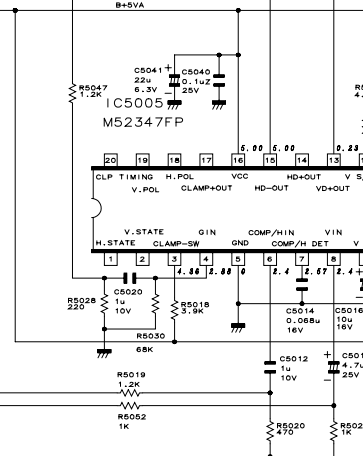 B+5VA
R5047
1.2K
C5041 +
22u
6.3V
C5040
0.1uZ
25V
IC5005
M52347FP
5.00 5.00 0.23
20 19 18 17 16 15 14 13
CLP TIMING H.POL VCC HD+OUT V S
V.POL CLAMP+OUT HD-OUT VD+OUT
V.STATE GIN COMP/HIN VIN
H.STATE CLAMP-SW GND COMP/H DET V
1 2 3 4 5 6 7 8
4.36 2.88 0 2.4 2.57 2.4 +
R5028
220
C5020
1u
10V
R5018
3.9K
R5030
68K
C5014
0.068u
16V
C5016
10u
16V
C5012
1u
10V
+
4.7u
25V
R5019
1.2K
R5052
1K
R5020
470
1K